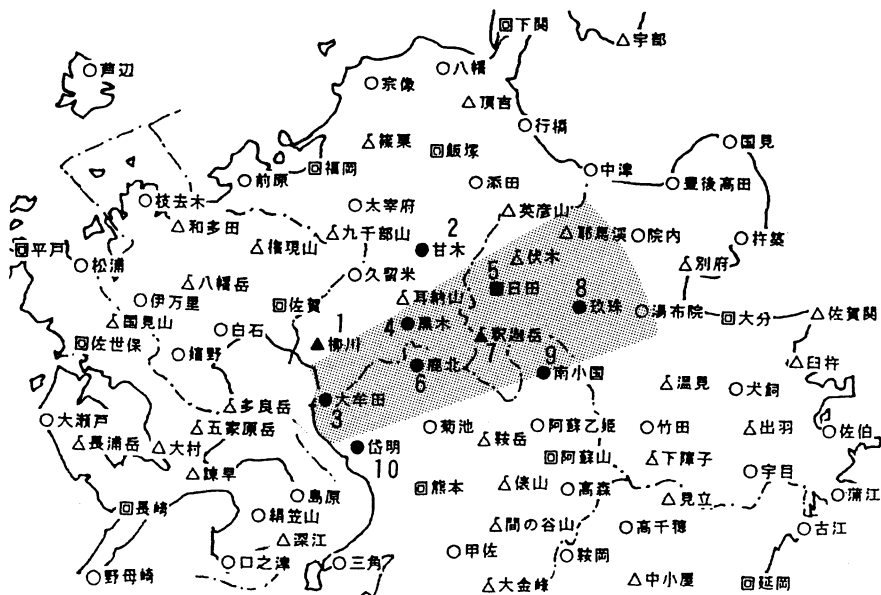 下関
宇部
芦辺
八幡
宗像
頂吉
行橋
国見
篠栗
飯塚
中津
福岡
前原
添田
豊後高田
枝去木
太宰府
英彦山
和多田
九千部山
2
甘木
耶馬溪
院内
杵築
平戸
権現山
伏木
松浦
久留米
5
別府
八幡岳
日田
8
伊万里
佐賀
耳納山
玖珠
湯布院
大分
佐賀関
国見山
白石
1
柳川
4
黒木
釈迦岳
佐世保
嬉野
7
9
臼杵
6
鹿北
南小国
温見
犬飼
大瀬戸
多良岳
大牟田
3
五家原岳
菊池
阿蘇乙姫
竹田
出羽
佐伯
長浦岳
大村
岱明
鞍岳
10
阿蘇山
下障子
宇目
諫早
熊本
俵山
高森
見立
蒲江
島原
長崎
絹笠山
間の谷山
高千穂
古江
深江
甲佐
鞍岡
野母崎
口之津
三角
大金峰
中小屋
延岡